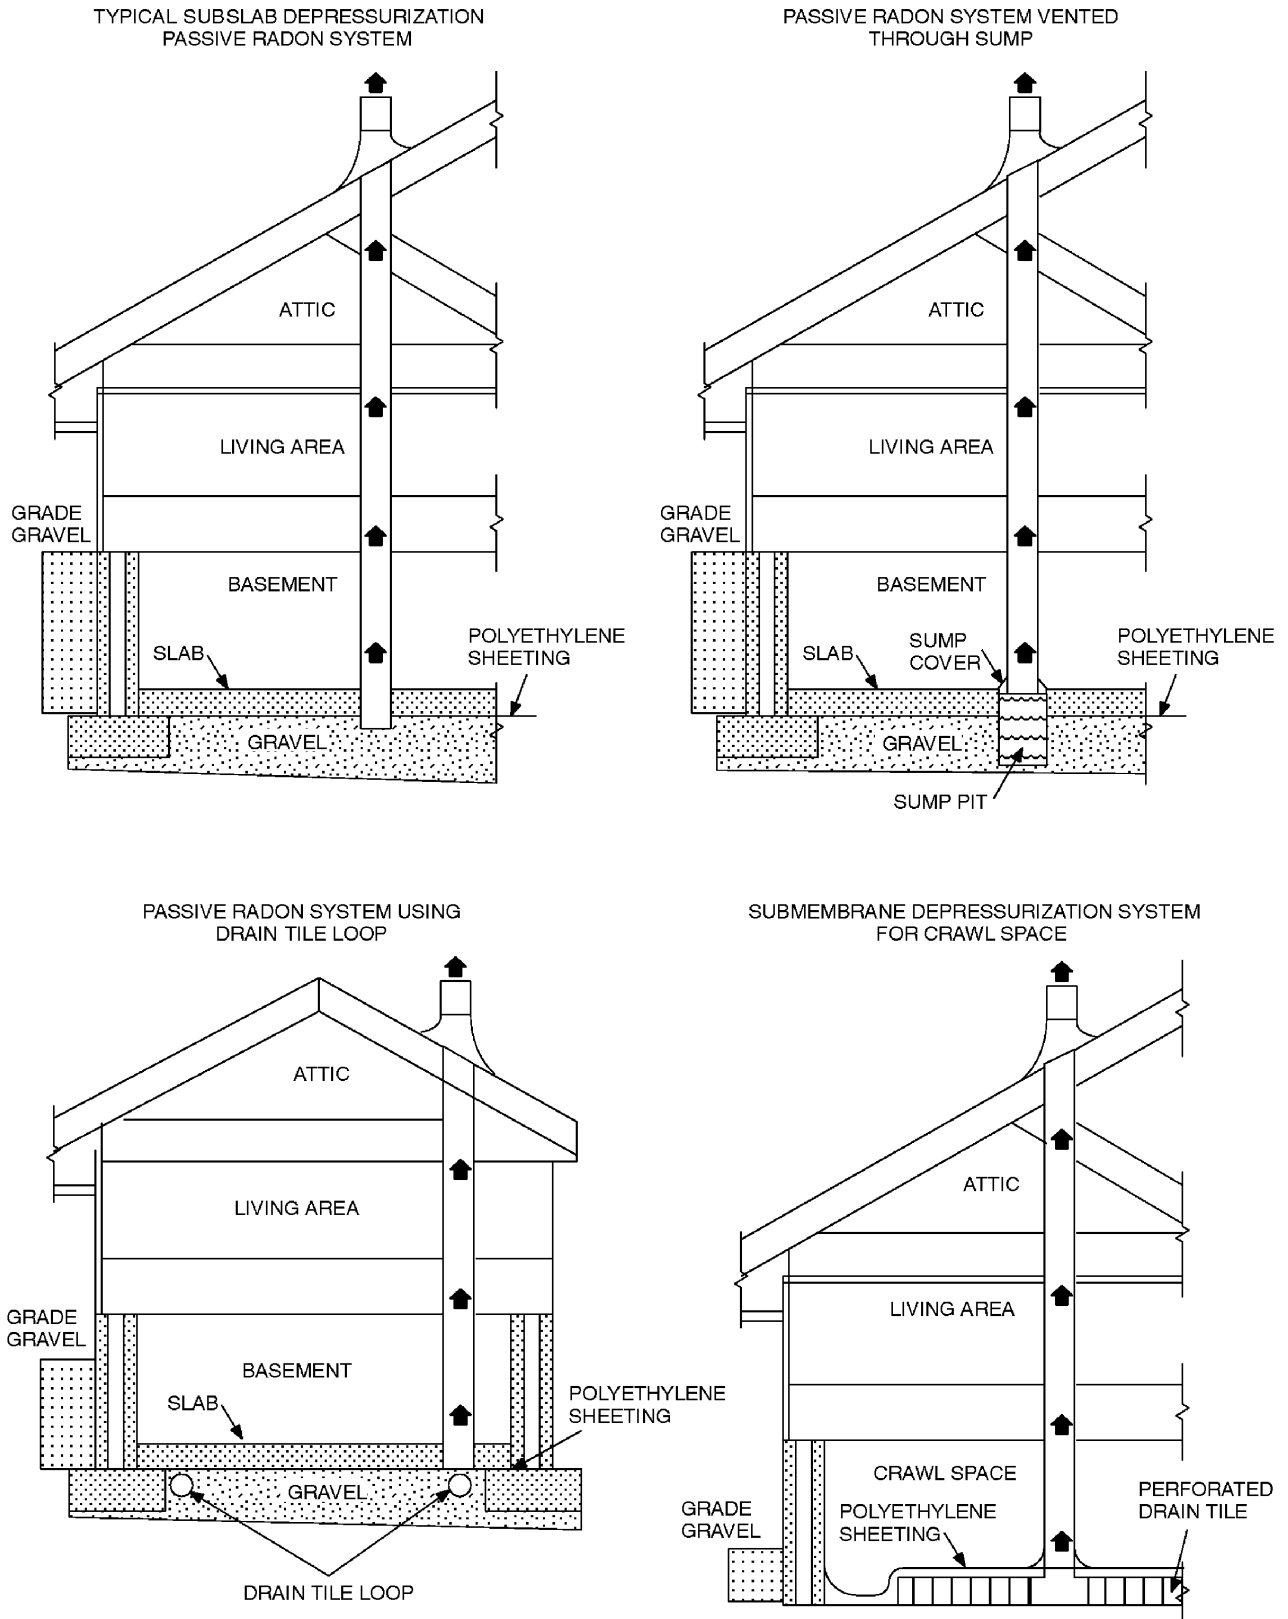 TYPICAL SUBSLAB DEPRESSURIZATION
PASSIVE RADON SYSTEM
ATTIC
LIVING AREA
GRADE
GRAVEL
BASEMENT
SLAB
POLYETHYLENE
SHEETING
GRAVEL
PASSIVE RADON SYSTEM VENTED
THROUGH SUMP
ATTIC
LIVING AREA
GRADE
GRAVEL
BASEMENT
SLAB
SUMP
COVER
POLYETHYLENE
SHEETING
GRAVEL
SUMP PIT
PASSIVE RADON SYSTEM USING
DRAIN TILE LOOP
ATTIC
LIVING AREA
GRADE
GRAVEL
BASEMENT
SLAB
POLYETHYLENE
SHEETING
GRAVEL
DRAIN TILE LOOP
SUBMEMBRANE DEPRESSURIZATION SYSTEM
FOR CRAWL SPACE
ATTIC
LIVING AREA
CRAWL SPACE
GRADE
GRAVEL
POLYETHYLENE
SHEETING
PERFORATED
DRAIN TILE